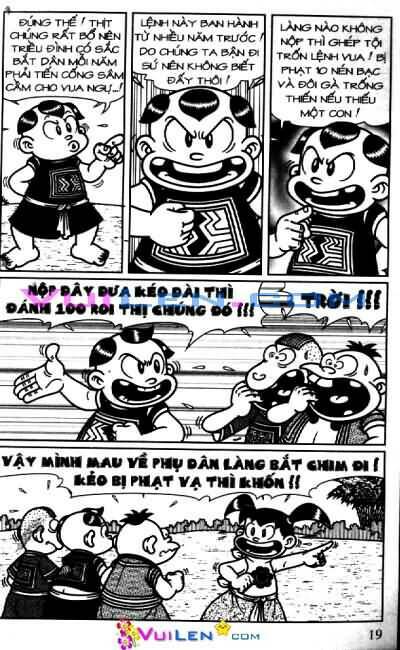 ĐÚNG THẾ! THỊT
CHÚNG RẤT BỔ NÊN
TRIỀU ĐÌNH CÓ SẮC
BẮT DÂN MỖI NĂM
PHẢI TIẾN CỐNG SÂM
CẦM CHO VUA NGỰ...!
LỆNH NÀY BAN HÀNH
TỪ NHIỀU NĂM TRƯỚC!
DO CHÚNG TA BẬN ĐI
SỨ NÊN KHÔNG BIẾT
ĐẤY THÔI!
LÀNG NÀO KHÔNG
NỘP THÌ GHÉP TỘI
TRỐN LỆNH VUA! BỊ
PHẠT 10 NÉN BẠC
VÀ ĐÔI GÀ TRỐNG
THIẾN NẾU THIẾU
MỘT CON!
NỘP DÂY DƯA KÉO DÀI THÌ
ĐÁNH 100 ROI THỊ CHÚNG ĐÓ!!!
TRỜI!!!
VUILEN.COM
VẬY MÌNH MAU VỀ PHỤ DÂN LÀNG BẮT CHIM ĐI!
KẺO BỊ PHẠT VẠ THÌ KHỐN!!
19
VUILEN.COM